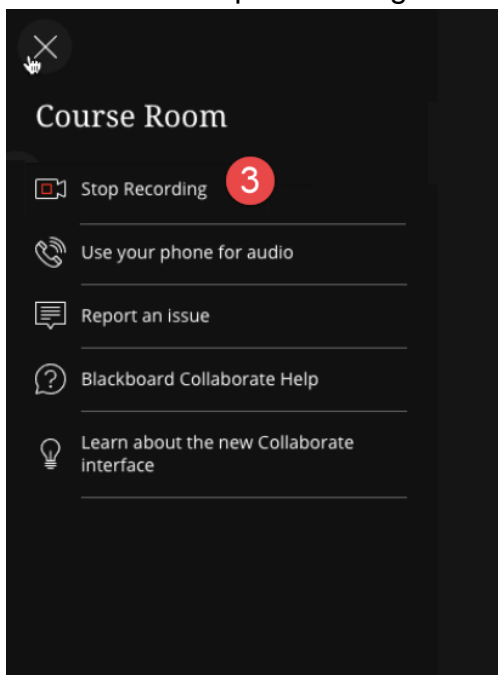 Course Room
Stop Recording 3
Use your phone for audio
Report an issue
Blackboard Collaborate Help
Learn about the new Collaborate
interface